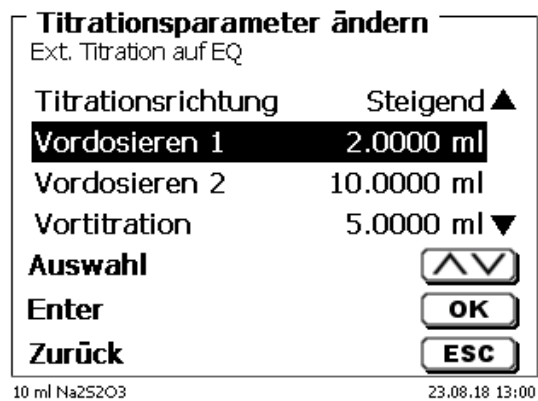 Titrationsparameter ändern
Ext. Titration auf EQ
Titrationsrichtung Steigend ▲
Vordosieren 1 2.0000 ml
Vordosieren 2 10.0000 ml
Vortitration 5.0000 ml ▼
Auswahl
Enter OK
Zurück ESC
10 ml Na2S2O3 23.08.18 13:00